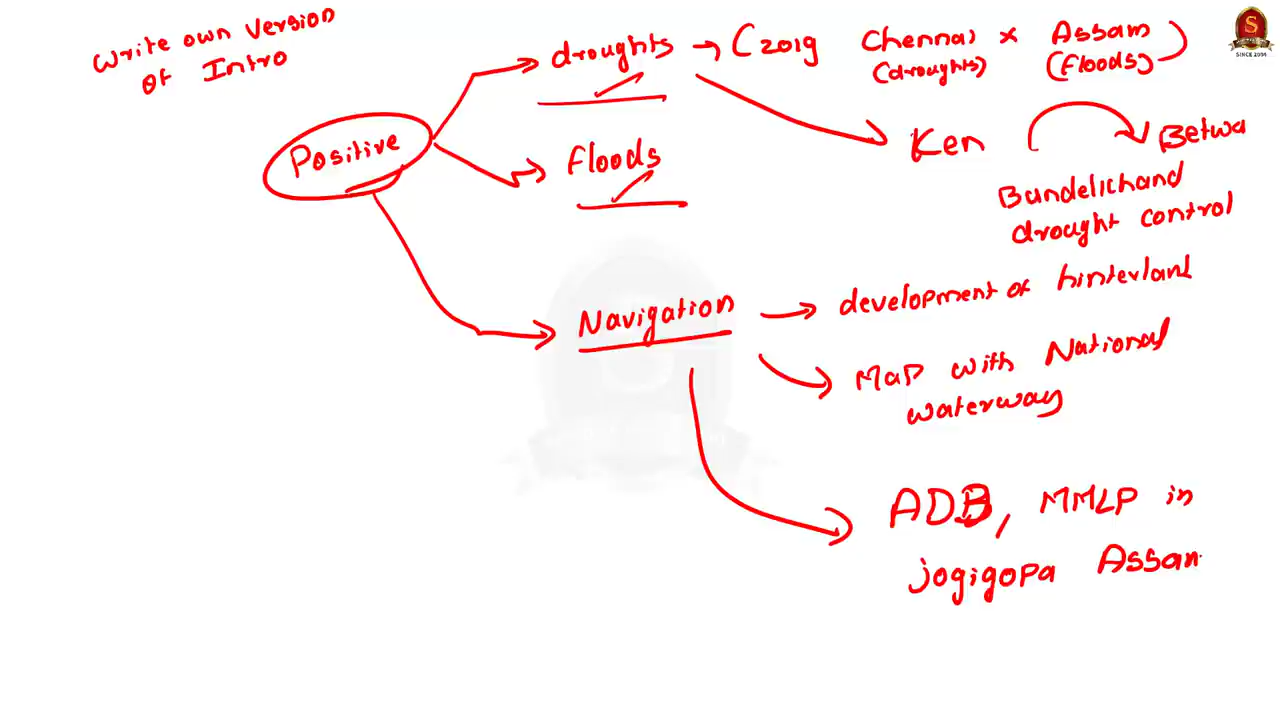 Write own version
of Intro
droughts → (2019 Chennai × Assam
(droughts) (floods))
Positive
Ken Betwa
Floods
Bundelkhand
drought control
Navigation
development of hinterland
Map with National
waterway
ADB, MMLP in
jogigopa Assam
S
SINCE 2004